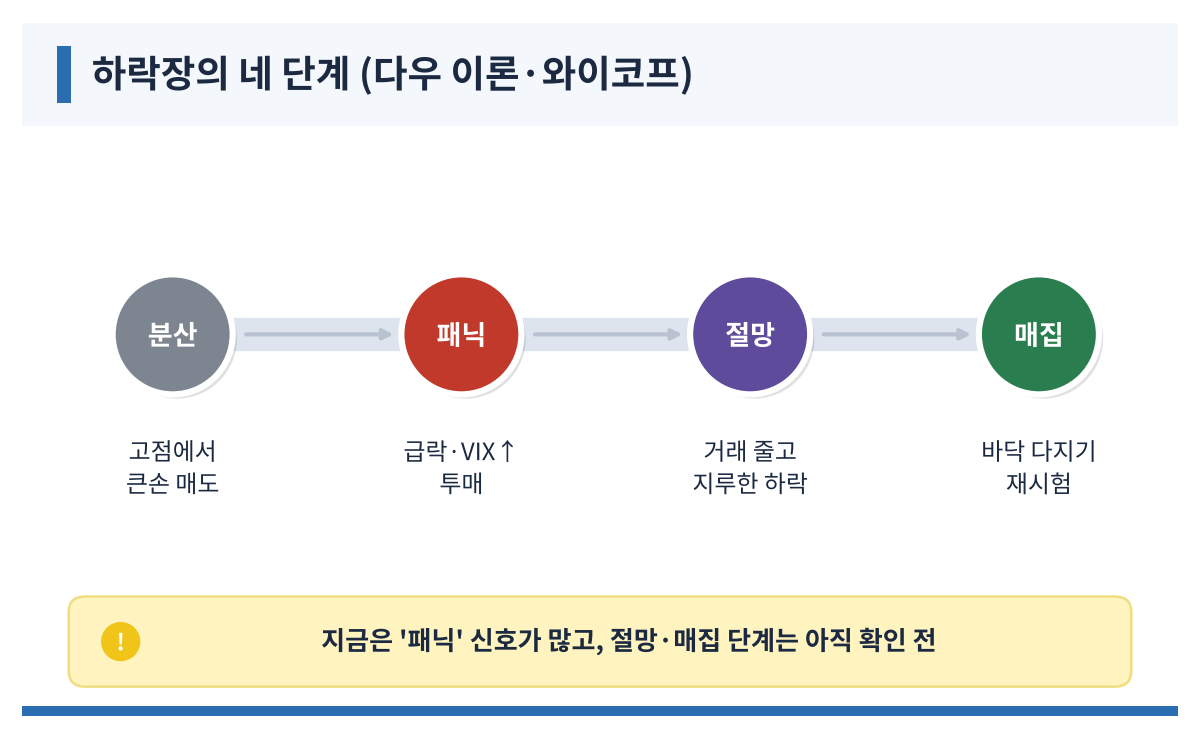 하락장의 네 단계 (다우 이론·와이코프)
분산
패닉
절망
매집
고점에서
큰손 매도
급락·VIX↑
투매
거래 줄고
지루한 하락
바닥 다지기
재시험
!
지금은 '패닉' 신호가 많고, 절망·매집 단계는 아직 확인 전